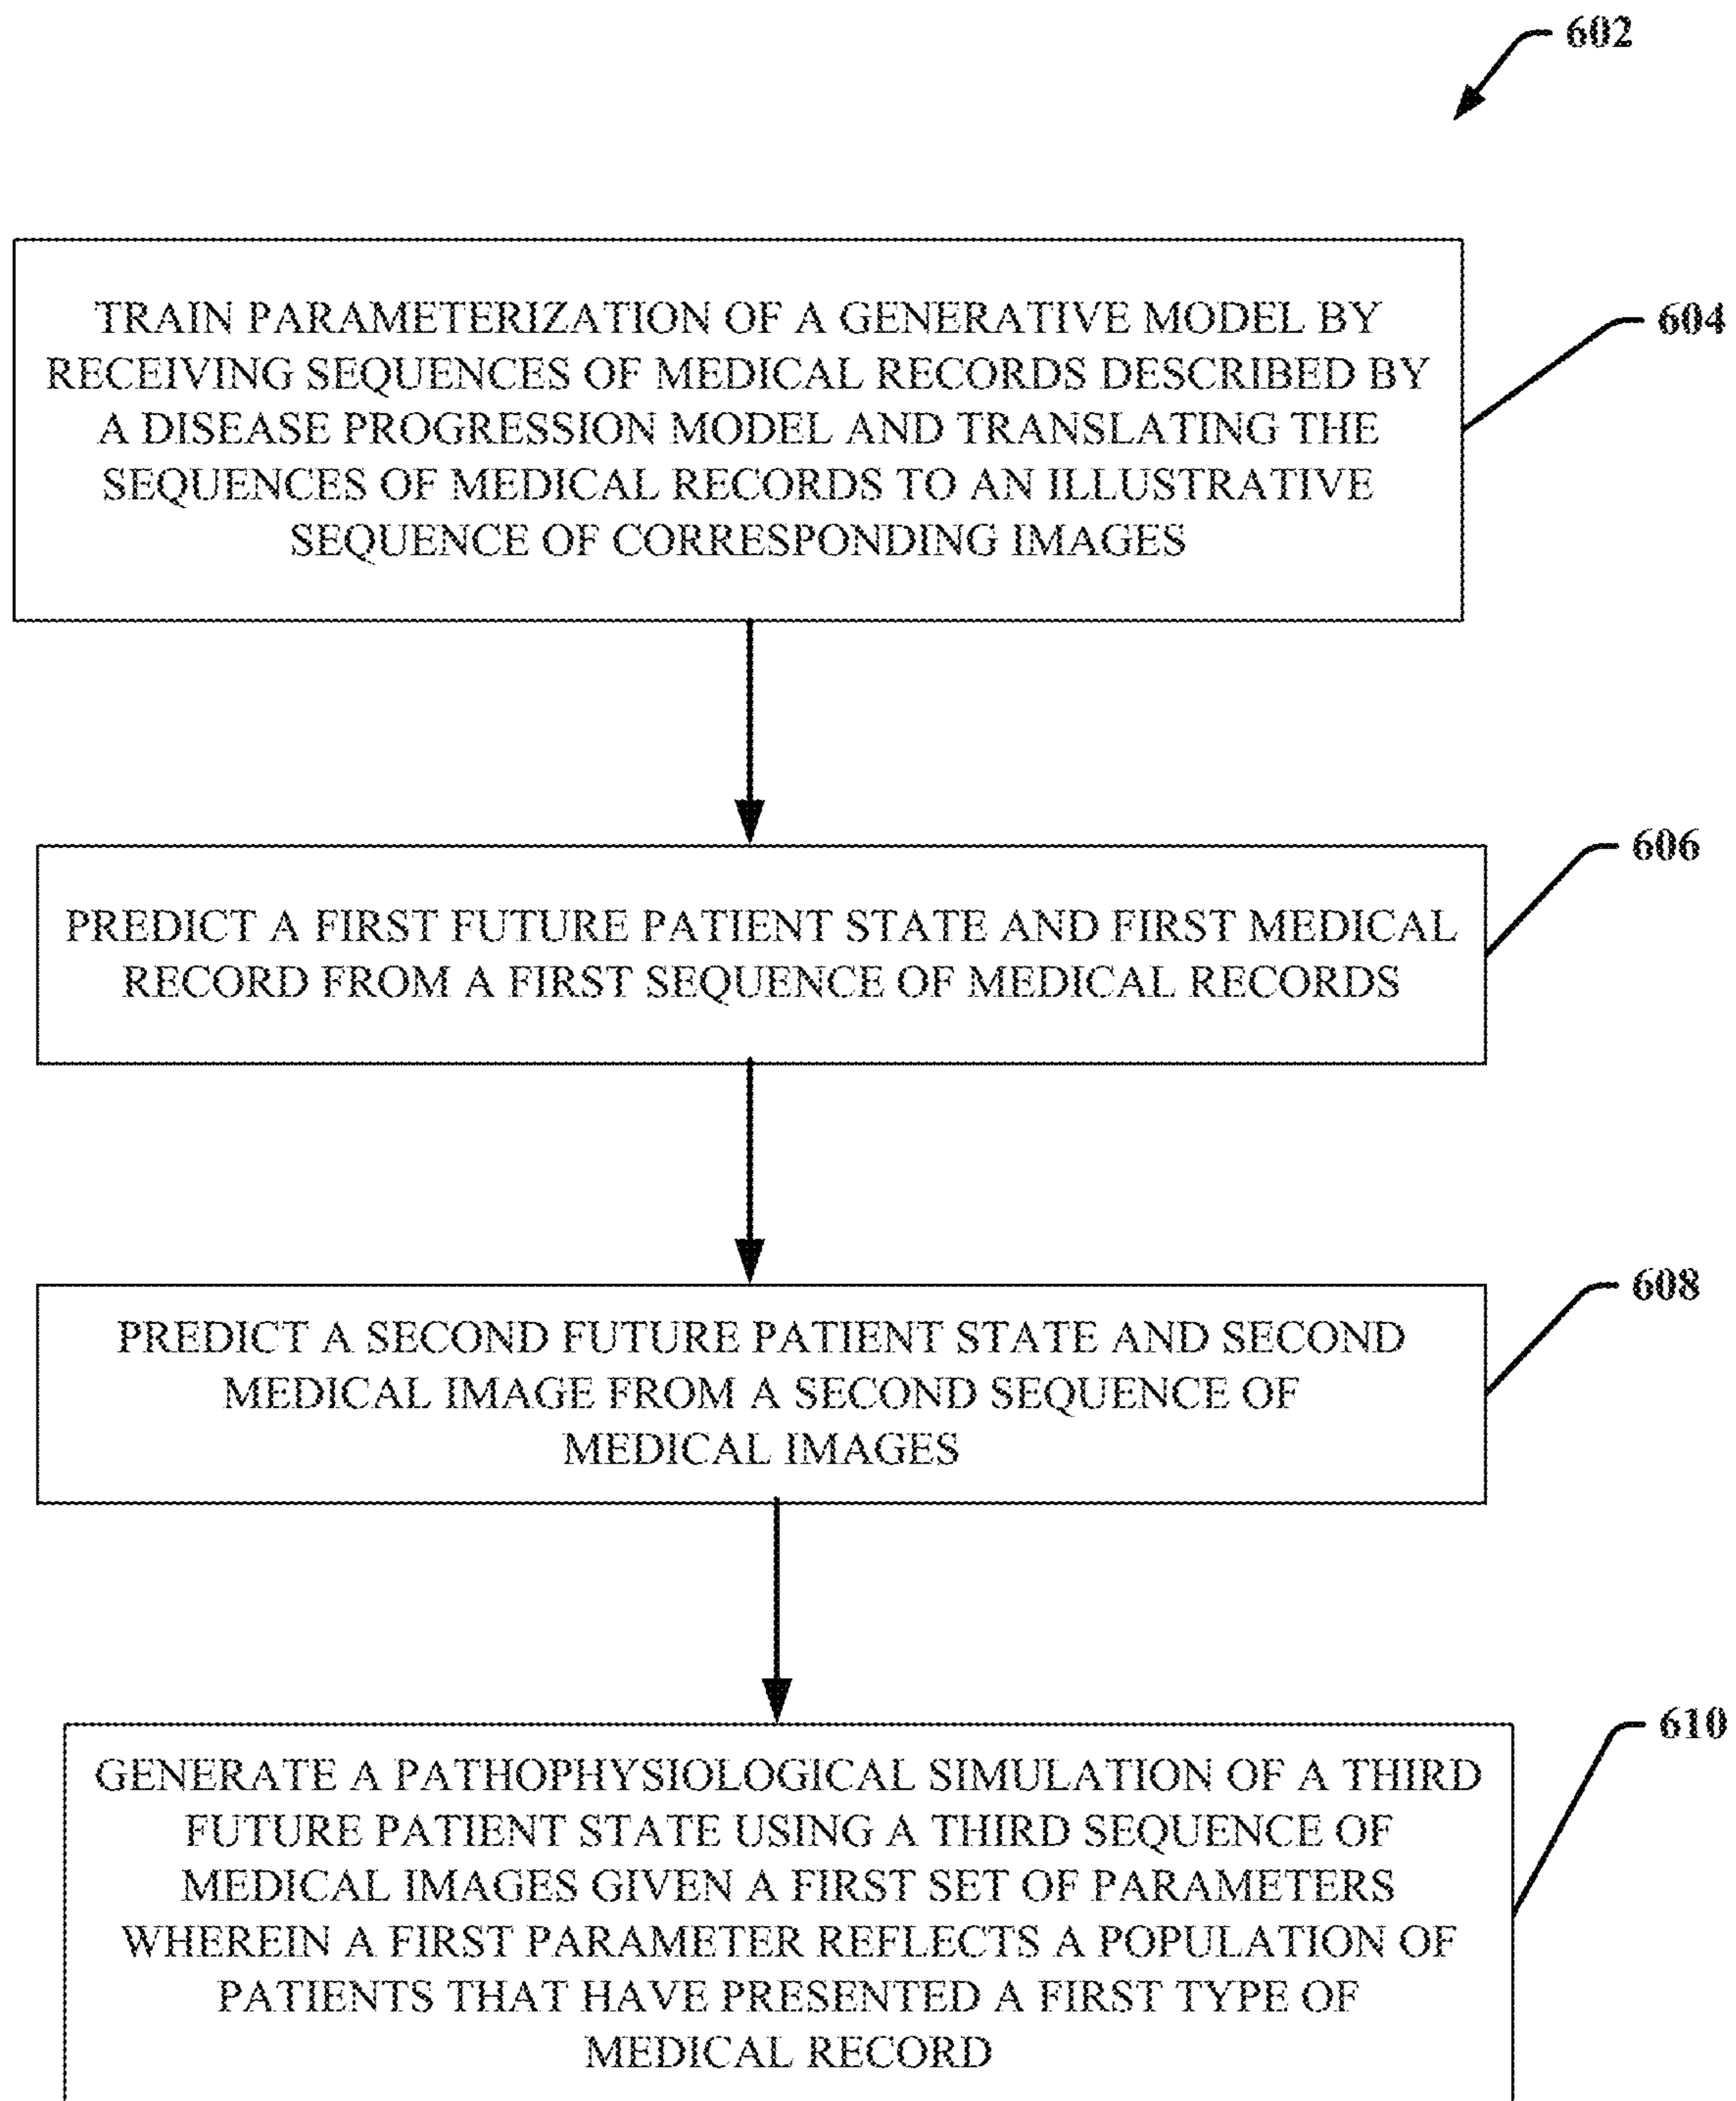 602
TRAIN PARAMETERIZATION OF A GENERATIVE MODEL BY
RECEIVING SEQUENCES OF MEDICAL RECORDS DESCRIBED BY
A DISEASE PROGRESSION MODEL AND TRANSLATING THE
SEQUENCES OF MEDICAL RECORDS TO AN ILLUSTRATIVE
SEQUENCE OF CORRESPONDING IMAGES
604
PREDICT A FIRST FUTURE PATIENT STATE AND FIRST MEDICAL
RECORD FROM A FIRST SEQUENCE OF MEDICAL RECORDS
606
PREDICT A SECOND FUTURE PATIENT STATE AND SECOND
MEDICAL IMAGE FROM A SECOND SEQUENCE OF
MEDICAL IMAGES
608
GENERATE A PATHOPHYSIOLOGICAL SIMULATION OF A THIRD
FUTURE PATIENT STATE USING A THIRD SEQUENCE OF
MEDICAL IMAGES GIVEN A FIRST SET OF PARAMETERS
WHEREIN A FIRST PARAMETER REFLECTS A POPULATION OF
PATIENTS THAT HAVE PRESENTED A FIRST TYPE OF
MEDICAL RECORD
610